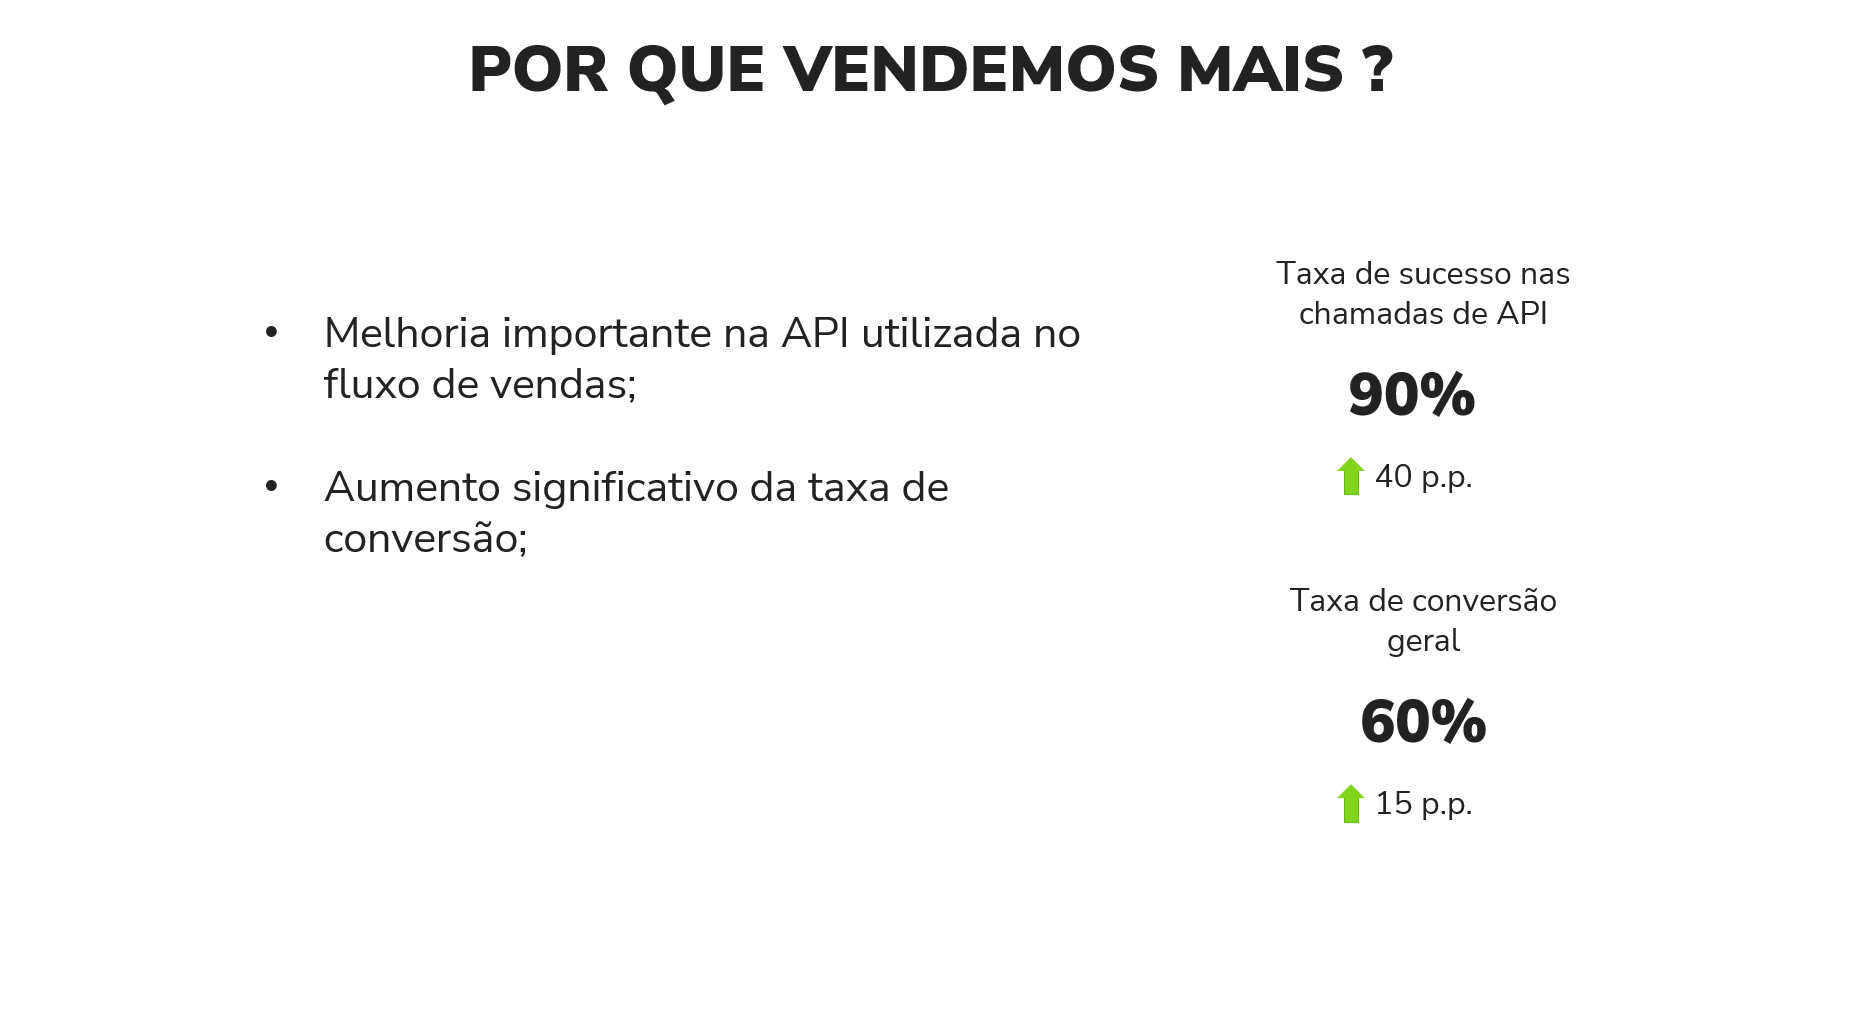 POR QUE VENDEMOS MAIS ?
• Melhoria importante na API utilizada no
fluxo de vendas;
• Aumento significativo da taxa de
conversão;
Taxa de sucesso nas
chamadas de API
90%
40 p.p.
Taxa de conversão
geral
60%
15 p.p.